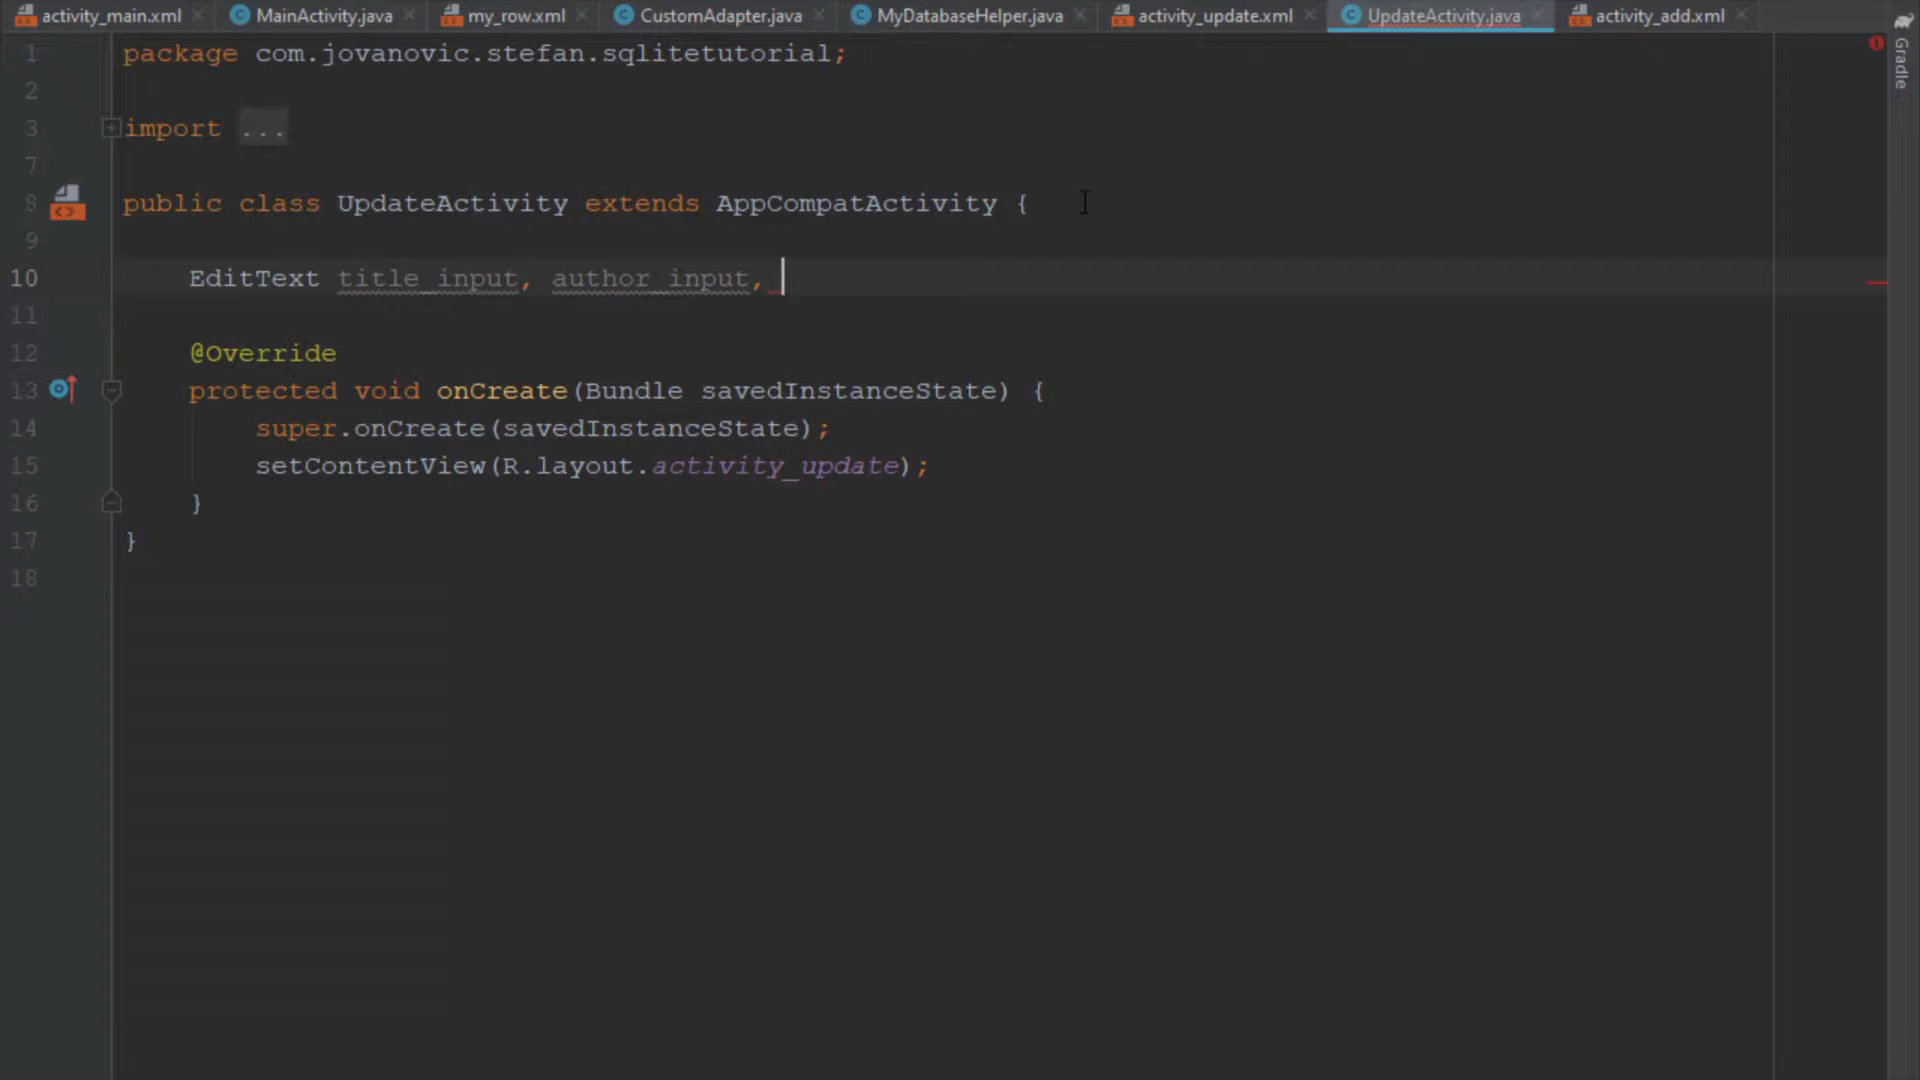 activity_main.xml MainActivity.java my_row.xml CustomAdapter.java MyDatabaseHelper.java activity_update.xml UpdateActivity.java activity_add.xml
Gradle
1 package com.jovanovic.stefan.sqlitetutorial;
2
3 import ...
7
8 public class UpdateActivity extends AppCompatActivity {
9
10 EditText title_input, author_input,
11
12 @Override
13 protected void onCreate(Bundle savedInstanceState) {
14 super.onCreate(savedInstanceState);
15 setContentView(R.layout.activity_update);
16 }
17 }
18